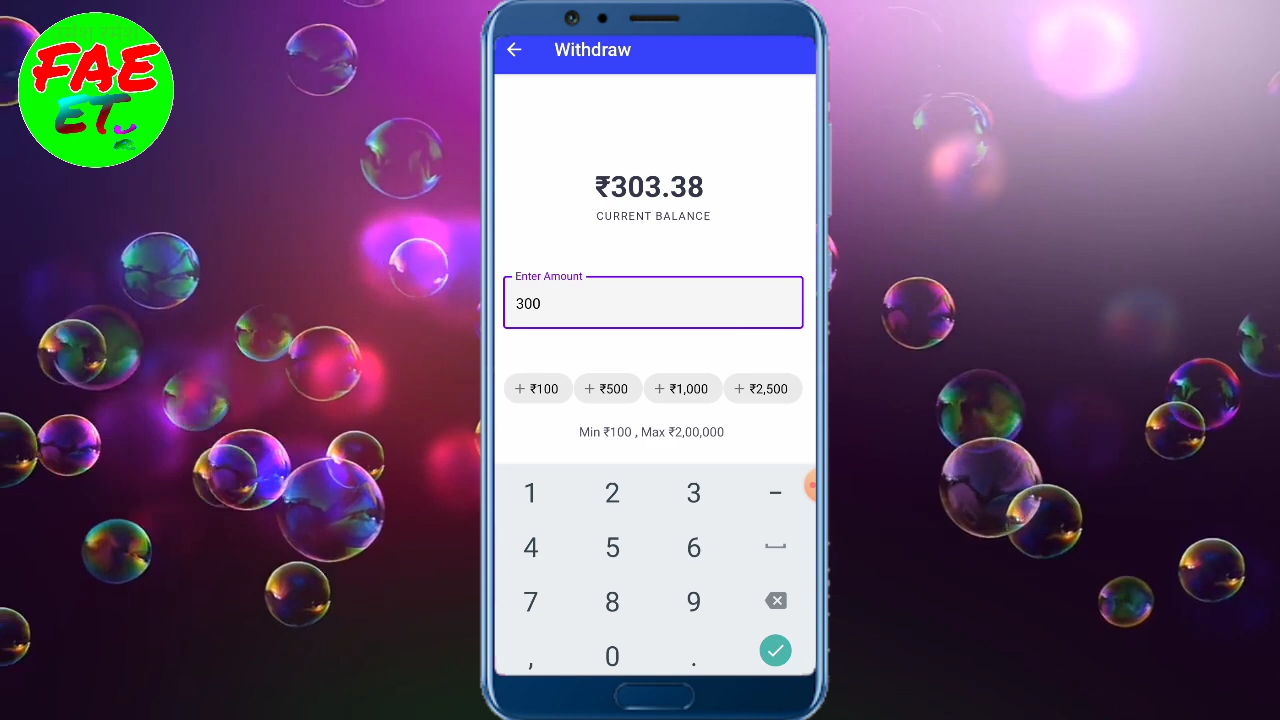 FAE
ET
Withdraw
₹303.38
CURRENT BALANCE
Enter Amount
300
+ ₹100 + ₹500 + ₹1,000 + ₹2,500
Min ₹100 , Max ₹2,00,000
1 2 3 -
4 5 6
7 8 9
, 0 .